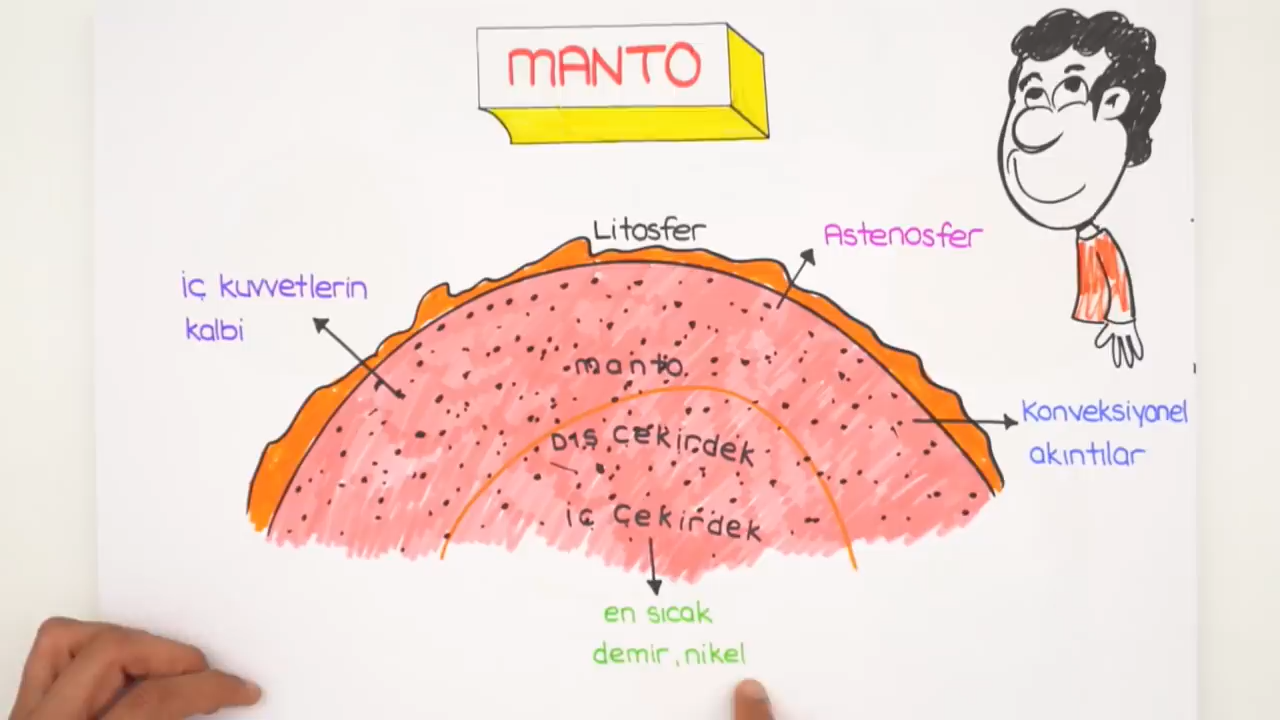 MANTO
Litosfer
Astenosfer
iç kuvvetlerin
kalbi
manto
Konveksiyonel
akıntılar
Dış Çekirdek
iç Çekirdek
en sıcak
demir, nikel